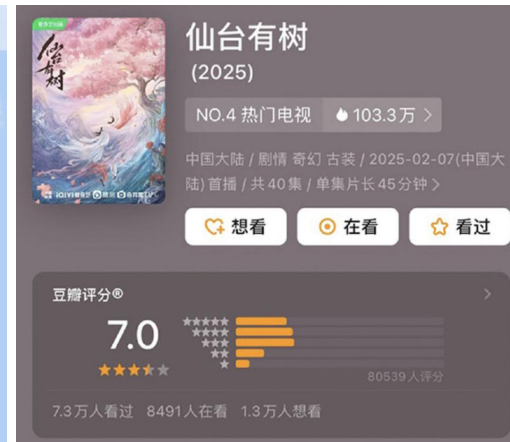 仙台有树
仙台有树
(2025)
NO.4 热门电视 103.3万 >
中国大陆 / 剧情 奇幻 古装 / 2025-02-07(中国大
陆)首播 / 共40集 / 单集片长45分钟 >
想看 在看 看过
豆瓣评分®
7.0
80539人评分
7.3万人看过 8491人在看 1.3万人想看